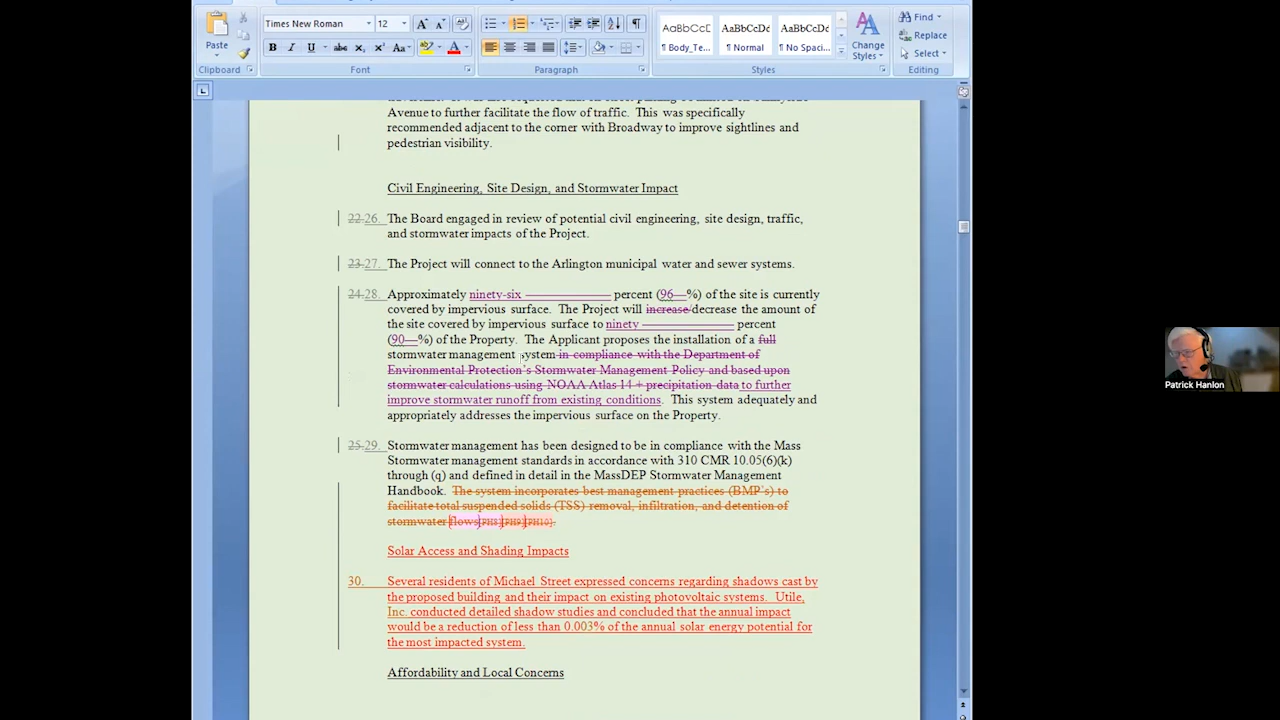 Times New Roman
12
Find
Paste
Replace
AaBbCcDc
AaBbCcDc
AaBbCcDc
Change
Styles
Select
B I U abc x₂ x² Aa
¶ Body_Te...
¶ Normal
¶ No Spaci...
Clipboard
Font
Paragraph
Styles
Editing
Avenue to further facilitate the flow of traffic. This was specifically
recommended adjacent to the corner with Broadway to improve sightlines and
pedestrian visibility.
Civil Engineering, Site Design, and Stormwater Impact
22.26. The Board engaged in review of potential civil engineering, site design, traffic,
and stormwater impacts of the Project.
23.27. The Project will connect to the Arlington municipal water and sewer systems.
24.28. Approximately ninety-six percent (96 %) of the site is currently
covered by impervious surface. The Project will increase/decrease the amount of
the site covered by impervious surface to ninety percent
(90 %) of the Property. The Applicant proposes the installation of a full
stormwater management system in compliance with the Department of
Environmental Protection's Stormwater Management Policy and based upon
stormwater calculations using NOAA Atlas 14 + precipitation data to further
improve stormwater runoff from existing conditions. This system adequately and
appropriately addresses the impervious surface on the Property.
25.29. Stormwater management has been designed to be in compliance with the Mass
Stormwater management standards in accordance with 310 CMR 10.05(6)(k)
through (q) and defined in detail in the MassDEP Stormwater Management
Handbook. The system incorporates best management practices (BMP's) to
facilitate total suspended solids (TSS) removal, infiltration, and detention of
stormwater flows[PH8][PH9][PH10].
Solar Access and Shading Impacts
30. Several residents of Michael Street expressed concerns regarding shadows cast by
the proposed building and their impact on existing photovoltaic systems. Utile,
Inc. conducted detailed shadow studies and concluded that the annual impact
would be a reduction of less than 0.003% of the annual solar energy potential for
the most impacted system.
Affordability and Local Concerns
Patrick Hanlon